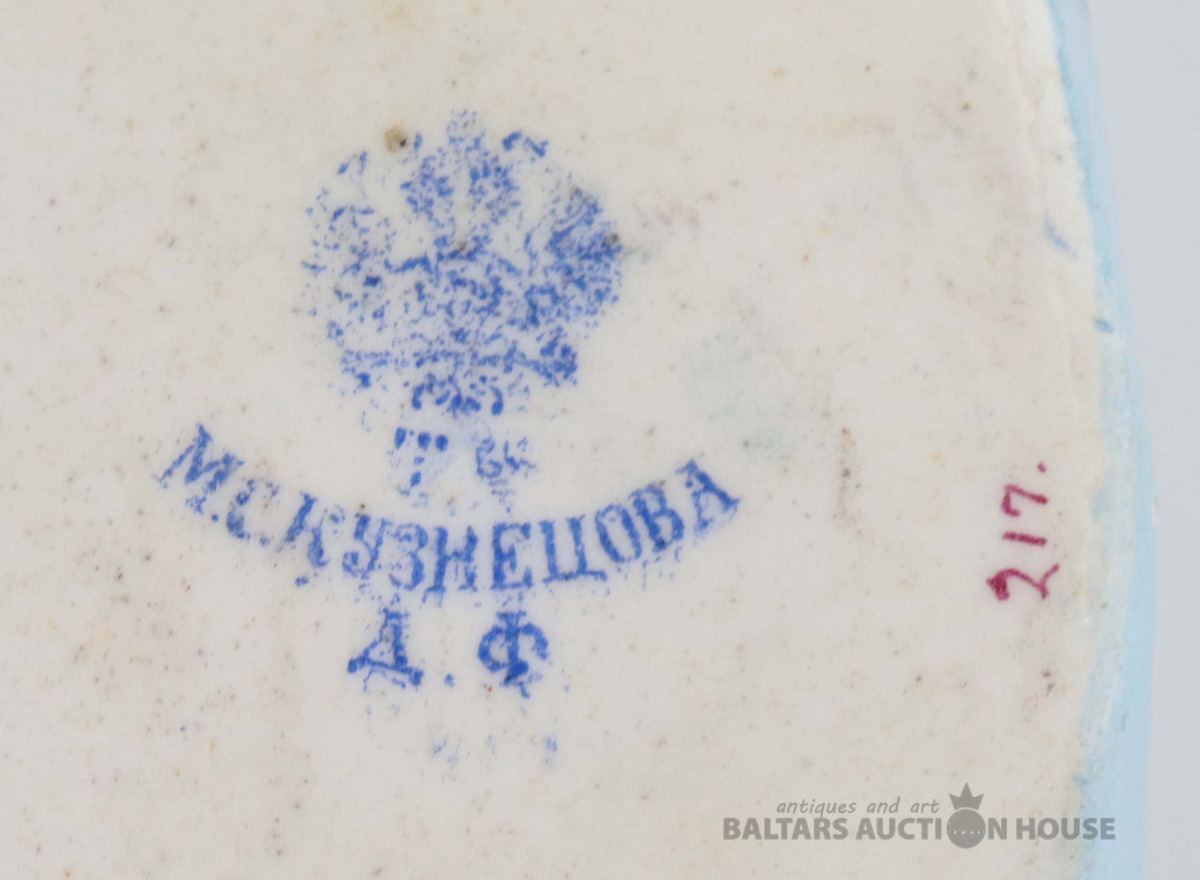 Т
М.С.КУЗНЕЦОВА
Д. Ф
217.
antiques and art
BALTARS AUCTION HOUSE